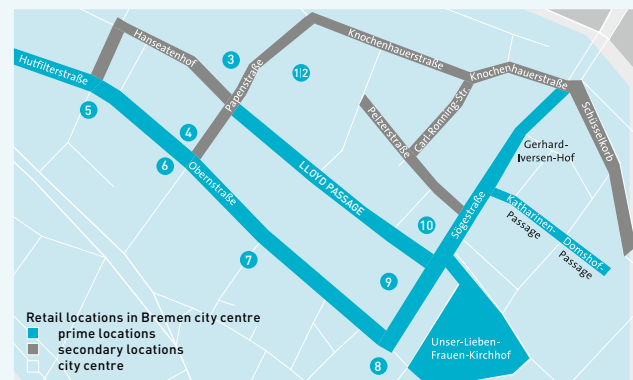 Hutfilterstraße
Hanseatenhof
3
Papenstraße
1|2
Knochenhauerstraße
Knochenhauerstraße
Schüsselkorb
5
4
6
Obernstraße
LLOYD PASSAGE
Pelzerstraße
Carl-Ronning-Str.
Gerhard-
Iversen-Hof
Sögestraße
Katharinen-
Passage
Domshof-
Passage
10
7
9
8
Unser-Lieben-
Frauen-Kirchhof
Retail locations in Bremen city centre
prime locations
secondary locations
city centre